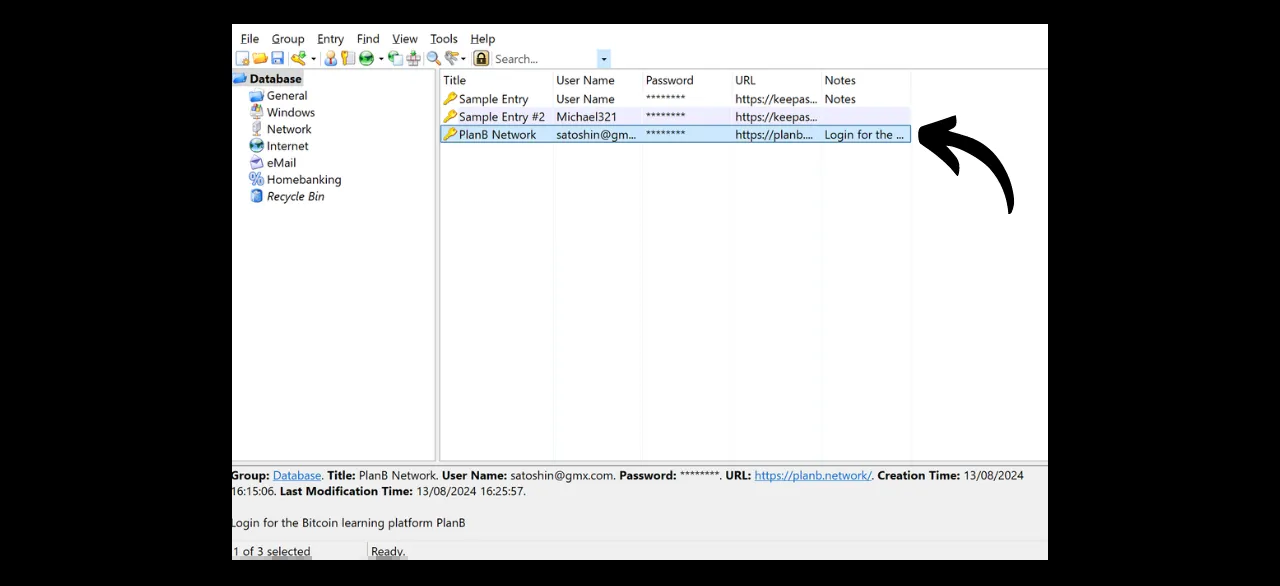 File Group Entry Find View Tools Help
Search...
Database
General
Windows
Network
Internet
eMail
Homebanking
Recycle Bin
Title User Name Password URL Notes
Sample Entry User Name ******** https://keepas... Notes
Sample Entry #2 Michael321 ******** https://keepas...
PlanB Network satoshin@gm... ******** https://planb.... Login for the ...
Group: Database. Title: PlanB Network. User Name: satoshin@gmx.com. Password: ********. URL: https://planb.network/. Creation Time: 13/08/2024
16:15:06. Last Modification Time: 13/08/2024 16:25:57.
Login for the Bitcoin learning platform PlanB
1 of 3 selected Ready.